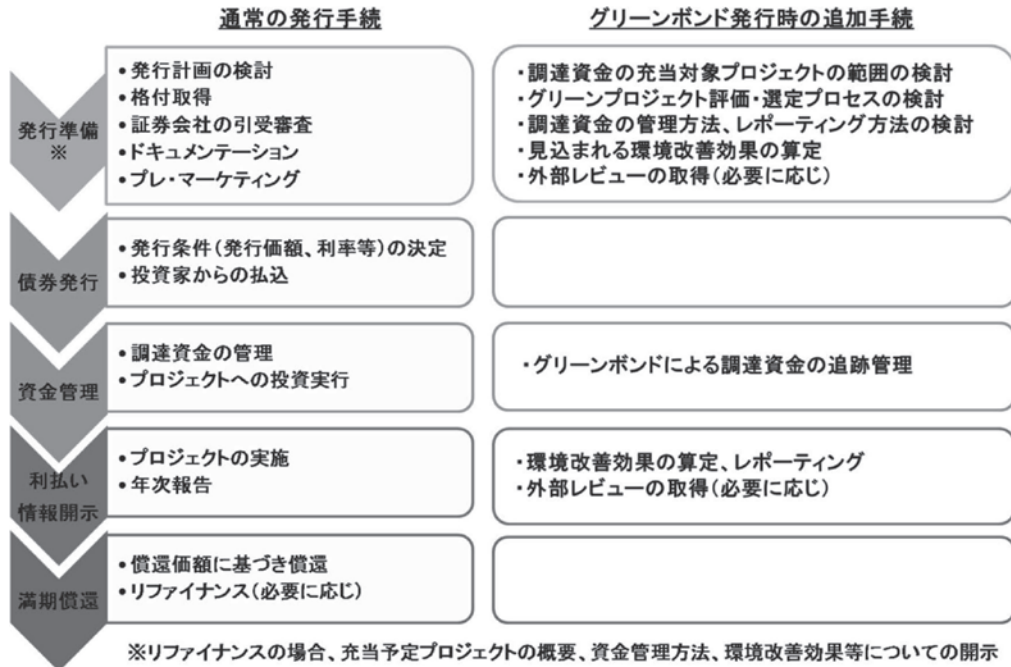 通常の発行手続
グリーンボンド発行時の追加手続
発行準備
※
•発行計画の検討
•格付取得
•証券会社の引受審査
•ドキュメンテーション
•プレ・マーケティング
・調達資金の充当対象プロジェクトの範囲の検討
・グリーンプロジェクト評価・選定プロセスの検討
・調達資金の管理方法、レポーティング方法の検討
・見込まれる環境改善効果の算定
・外部レビューの取得(必要に応じ)
債券発行
•発行条件(発行価額、利率等)の決定
•投資家からの払込
資金管理
•調達資金の管理
•プロジェクトへの投資実行
・グリーンボンドによる調達資金の追跡管理
利払い
情報開示
•プロジェクトの実施
•年次報告
・環境改善効果の算定、レポーティング
・外部レビューの取得(必要に応じ)
満期償還
•償還価額に基づき償還
•リファイナンス(必要に応じ)
※リファイナンスの場合、充当予定プロジェクトの概要、資金管理方法、環境改善効果等についての開示